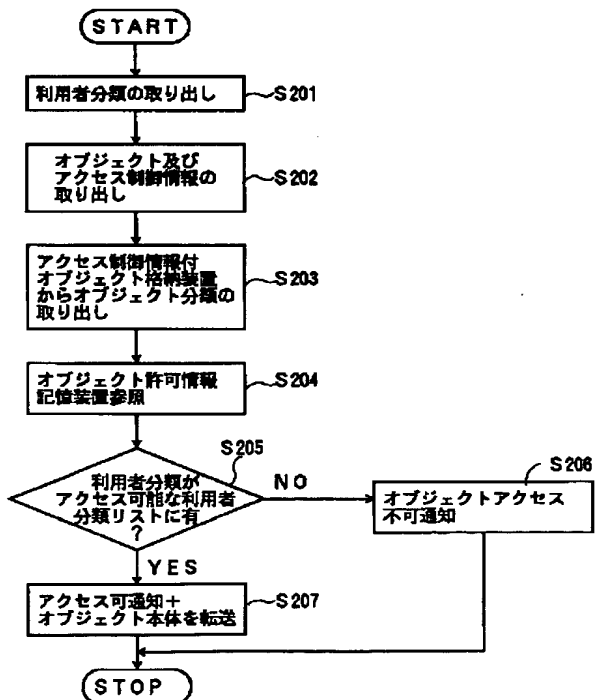 START
利用者分類の取り出し
S201
オブジェクト及び
アクセス制御情報の
取り出し
S202
アクセス制御情報付
オブジェクト格納装置
からオブジェクト分類の
取り出し
S203
オブジェクト許可情報
記憶装置参照
S204
S205
利用者分類が
アクセス可能な利用者
分類リストに有
?
NO
S206
オブジェクトアクセス
不可通知
YES
アクセス可通知+
オブジェクト本体を転送
S207
STOP